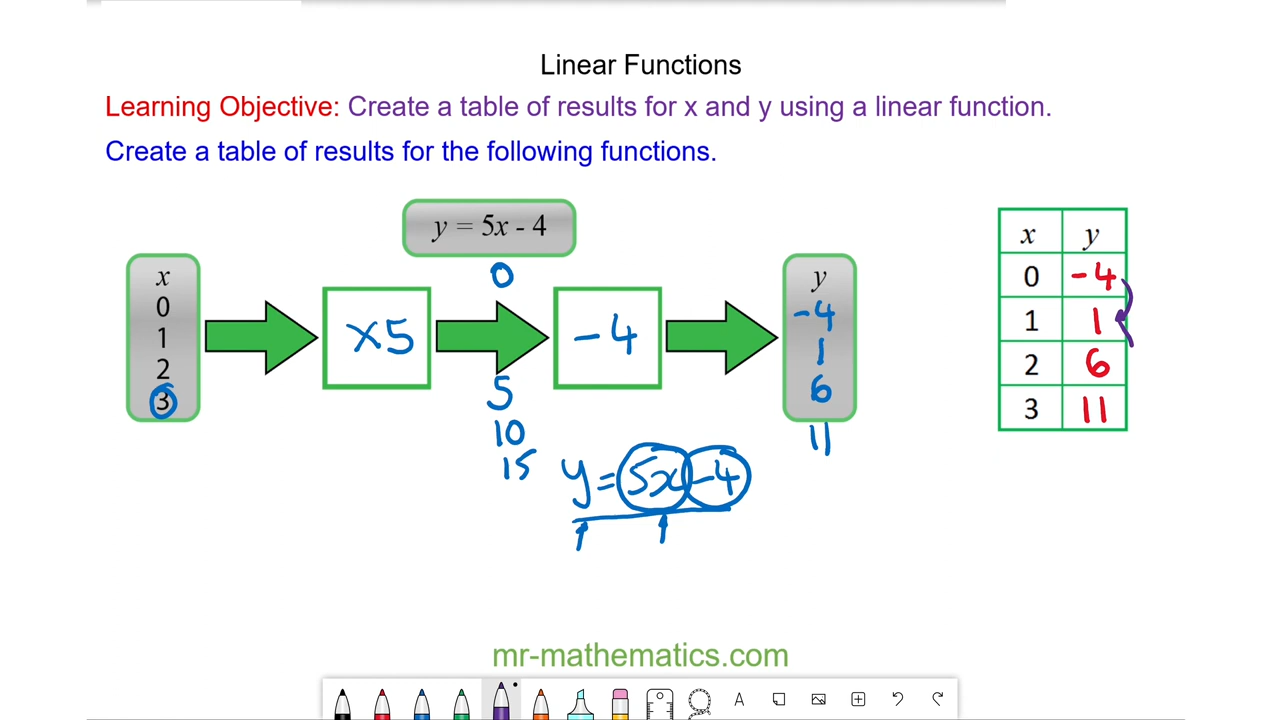 Linear Functions
Learning Objective: Create a table of results for x and y using a linear function.
Create a table of results for the following functions.
y = 5x - 4
x
0
1
2
3
×5
0
5
10
15
-4
y
-4
1
6
11
y = 5x - 4
x y
0 -4
1 1
2 6
3 11
mr-mathematics.com
A